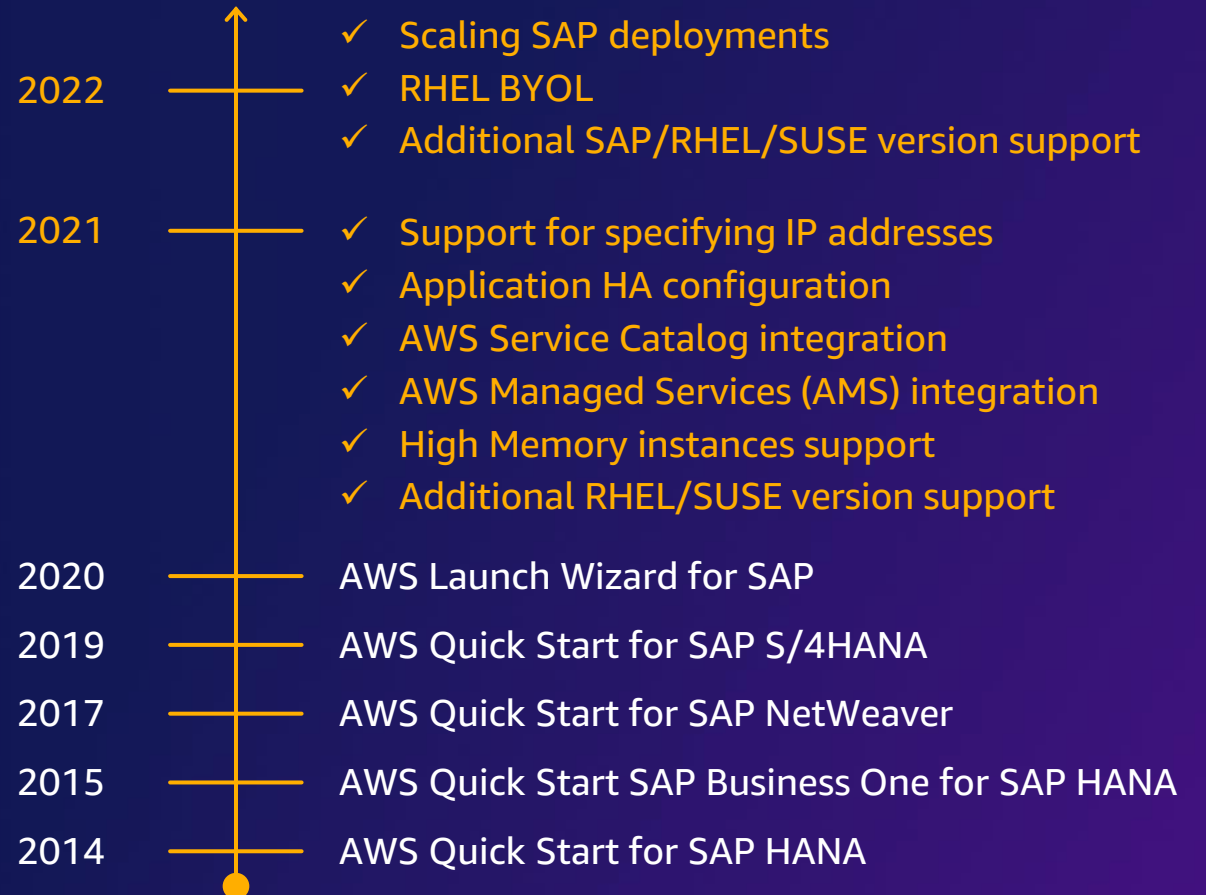 ✓ Scaling SAP deployments
2022 ✓ RHEL BYOL
✓ Additional SAP/RHEL/SUSE version support
2021 ✓ Support for specifying IP addresses
✓ Application HA configuration
✓ AWS Service Catalog integration
✓ AWS Managed Services (AMS) integration
✓ High Memory instances support
✓ Additional RHEL/SUSE version support
2020 AWS Launch Wizard for SAP
2019 AWS Quick Start for SAP S/4HANA
2017 AWS Quick Start for SAP NetWeaver
2015 AWS Quick Start SAP Business One for SAP HANA
2014 AWS Quick Start for SAP HANA